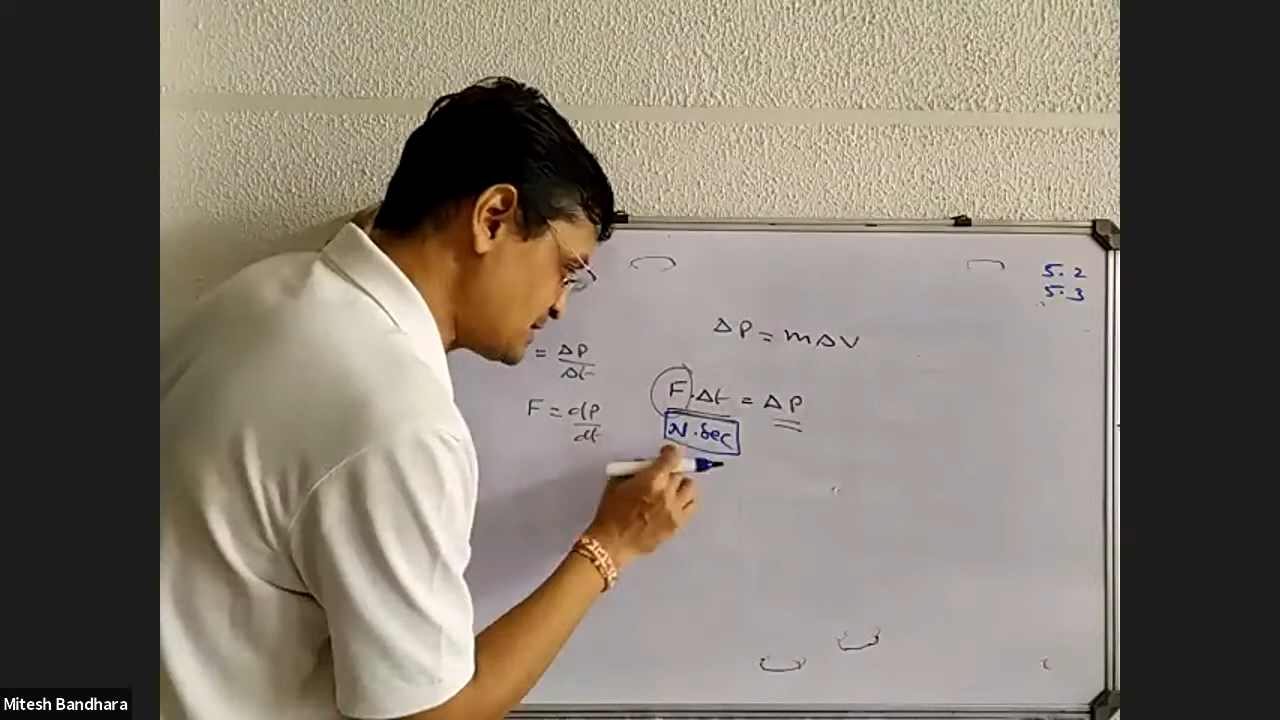 5.2
5.3
ΔP = mΔV
= ΔP/Δt
F·Δt = ΔP
F = dP/dt
N·sec
Mitesh Bandhara